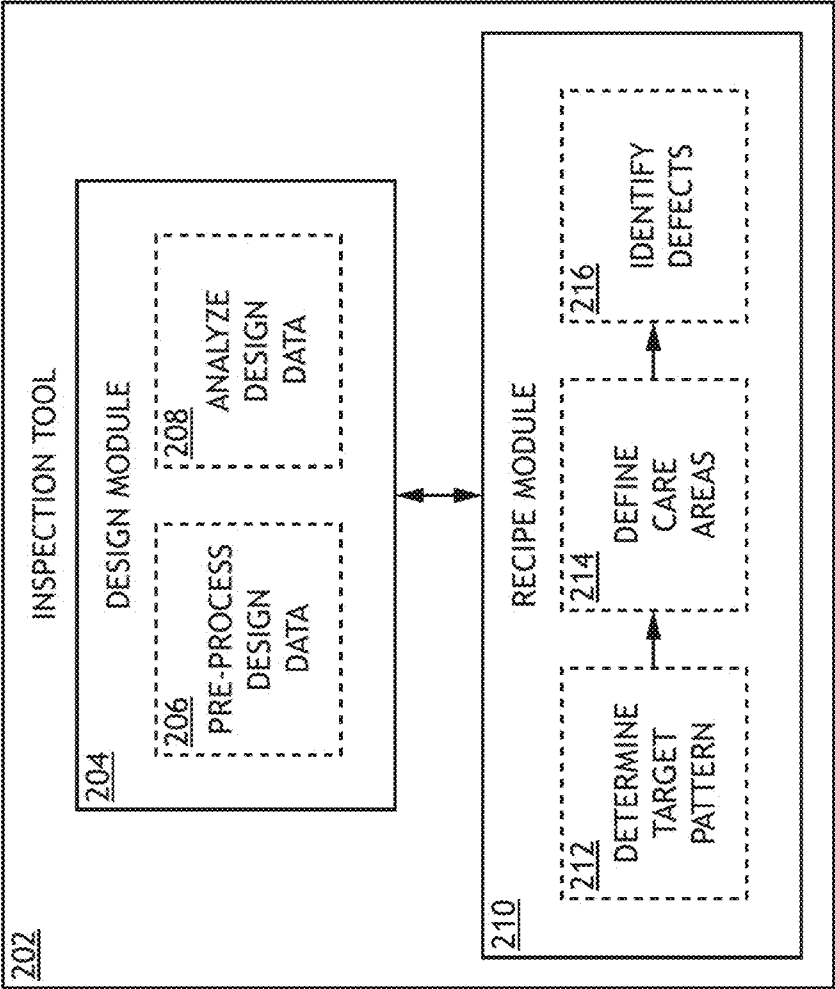 202
INSPECTION TOOL
204
DESIGN MODULE
206
PRE-PROCESS
DESIGN
DATA
208
ANALYZE
DESIGN
DATA
210
RECIPE MODULE
212
DETERMINE
TARGET
PATTERN
214
DEFINE
CARE
AREAS
216
IDENTIFY
DEFECTS